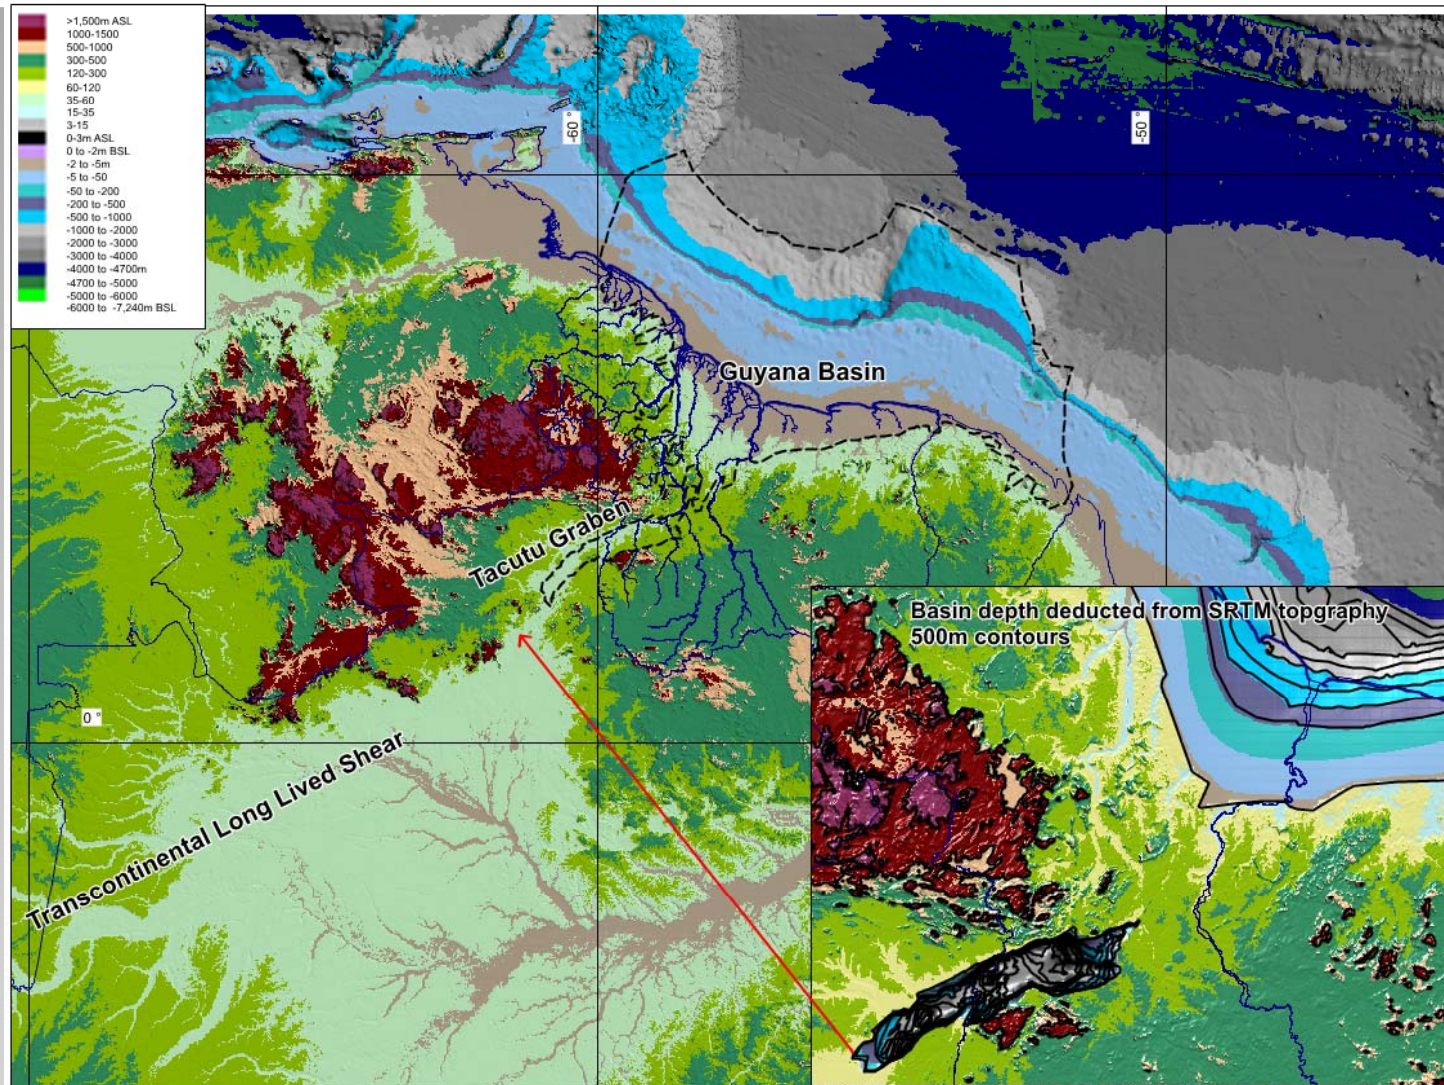 >1,500m ASL
1000-1500
500-1000
300-500
120-300
60-120
35-60
15-35
3-15
0-3m ASL
0 to -2m BSL
-2 to -5m
-5 to -50
-50 to -200
-200 to -500
-500 to -1000
-1000 to -2000
-2000 to -3000
-3000 to -4000
-4000 to -4700m
-4700 to -5000
-5000 to -6000
-6000 to -7,240m BSL
-60 °
-50 °
Guyana Basin
Tacutu Graben
0 °
Transcontinental Long Lived Shear
Basin depth deducted from SRTM topgraphy
500m contours